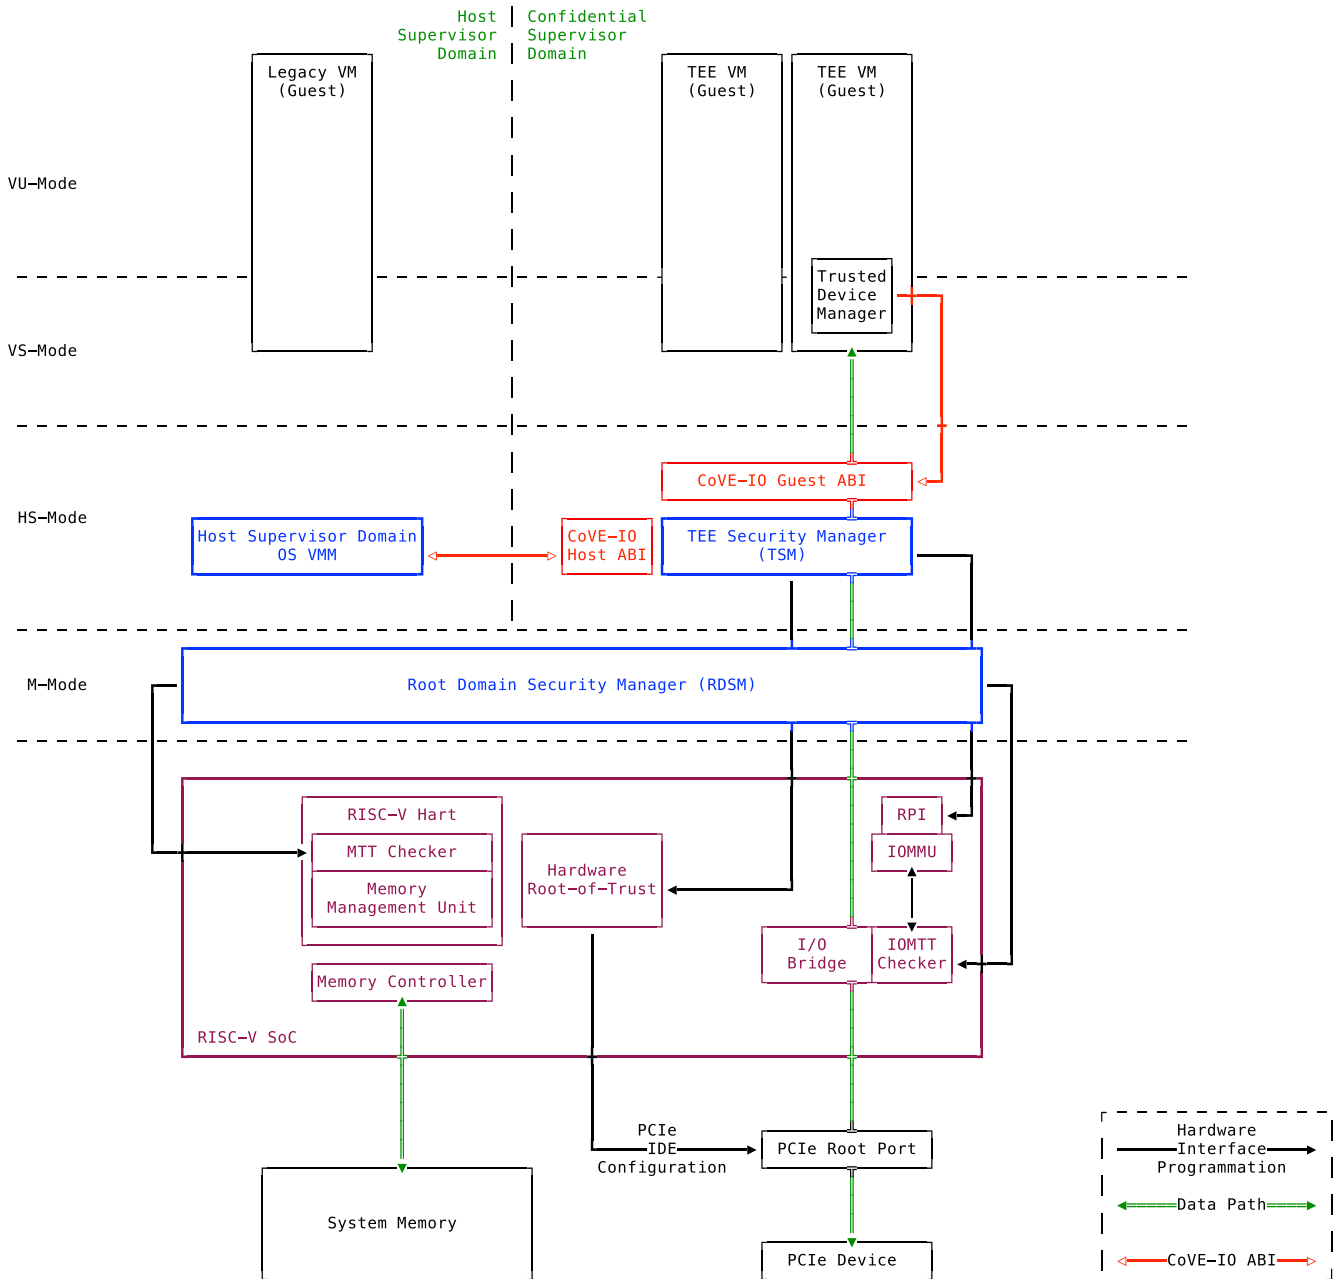 Host
Supervisor
Domain
Confidential
Supervisor
Domain
Legacy VM
(Guest)
TEE VM
(Guest)
TEE VM
(Guest)
VU-Mode
Trusted
Device
Manager
VS-Mode
CoVE-IO Guest ABI
HS-Mode
Host Supervisor Domain
OS VMM
CoVE-IO
Host ABI
TEE Security Manager
(TSM)
M-Mode
Root Domain Security Manager (RDSM)
RISC-V Hart
MTT Checker
Memory
Management Unit
Hardware
Root-of-Trust
RPI
IOMMU
I/O
Bridge
IOMTT
Checker
Memory Controller
RISC-V SoC
PCIe
IDE
Configuration
PCIe Root Port
System Memory
PCIe Device
Hardware
Interface
Programmation
Data Path
CoVE-IO ABI